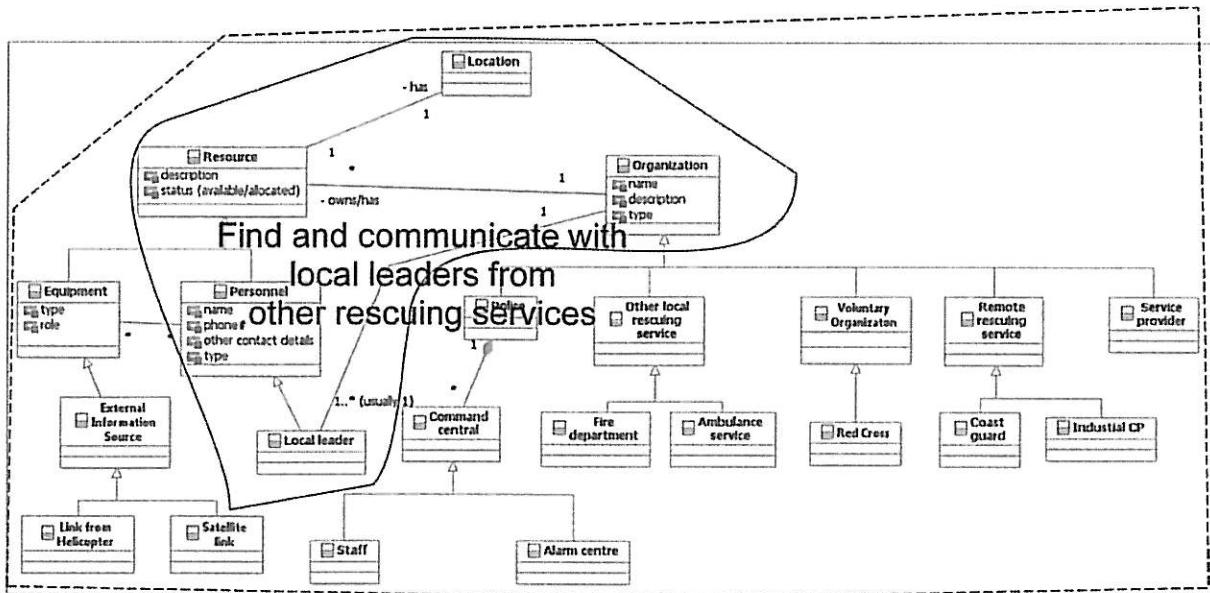 Location
- has
1
1
Resource
description
status (available/allocated)
*
1
- owns/has
1
Organization
name
description
type
Find and communicate with
local leaders from
other rescuing services
Equipment
type
role
*
*
Personnel
name
phone#
other contact details
type
Police
1
*
Other local
rescuing
service
Voluntary
Organizaton
Remote
rescuing
service
Service
provider
External
Information
Source
1..* (usually 1)
Local leader
Command
central
Fire
department
Ambulance
service
Red Cross
Coast
guard
Industial CP
Link from
Helicopter
Satellite
link
Staff
Alarm centre